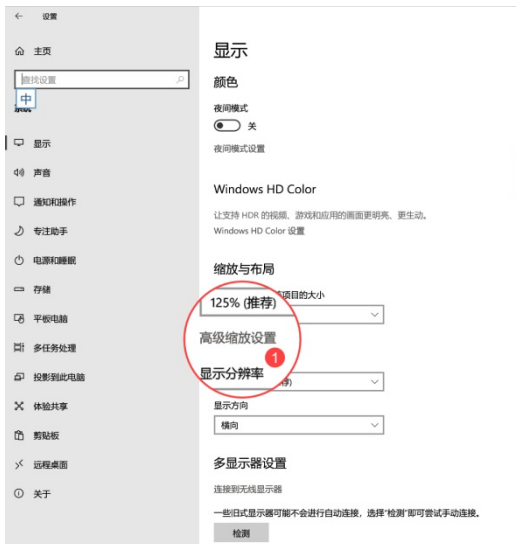 设置
主页
查找设置
中
显示
声音
通知和操作
专注助手
电源和睡眠
存储
平板电脑
多任务处理
投影到此电脑
体验共享
剪贴板
远程桌面
关于
显示
颜色
夜间模式
关
夜间模式设置
Windows HD Color
让支持 HDR 的视频、游戏和应用的画面更明亮、更生动。
Windows HD Color 设置
缩放与布局
项目的大小
125% (推荐)
高级缩放设置
1
显示分辨率
显示方向
横向
多显示器设置
连接到无线显示器
一些旧式显示器可能不会进行自动连接，选择"检测"即可尝试手动连接。
检测